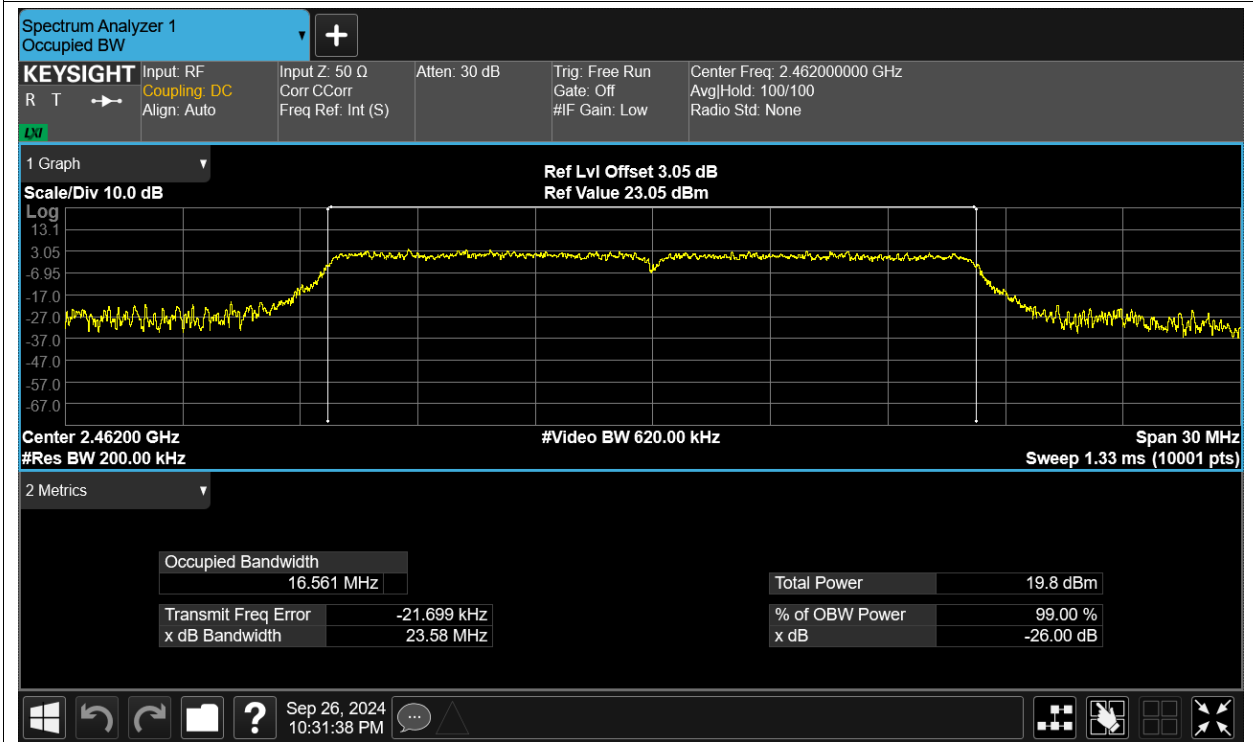 Spectrum Analyzer 1
Occupied BW
KEYSIGHT
R T
LXI
Input: RF
Coupling: DC
Align: Auto
Input Z: 50 Ω
Corr CCorr
Freq Ref: Int (S)
Atten: 30 dB
Trig: Free Run
Gate: Off
#IF Gain: Low
Center Freq: 2.462000000 GHz
Avg|Hold: 100/100
Radio Std: None
1 Graph
Scale/Div 10.0 dB
Ref Lvl Offset 3.05 dB
Ref Value 23.05 dBm
Log
13.1
3.05
-6.95
-17.0
-27.0
-37.0
-47.0
-57.0
-67.0
Center 2.46200 GHz
#Res BW 200.00 kHz
#Video BW 620.00 kHz
Span 30 MHz
Sweep 1.33 ms (10001 pts)
2 Metrics
Occupied Bandwidth
16.561 MHz
Transmit Freq Error -21.699 kHz
x dB Bandwidth 23.58 MHz
Total Power 19.8 dBm
% of OBW Power 99.00 %
x dB -26.00 dB
?
Sep 26, 2024
10:31:38 PM